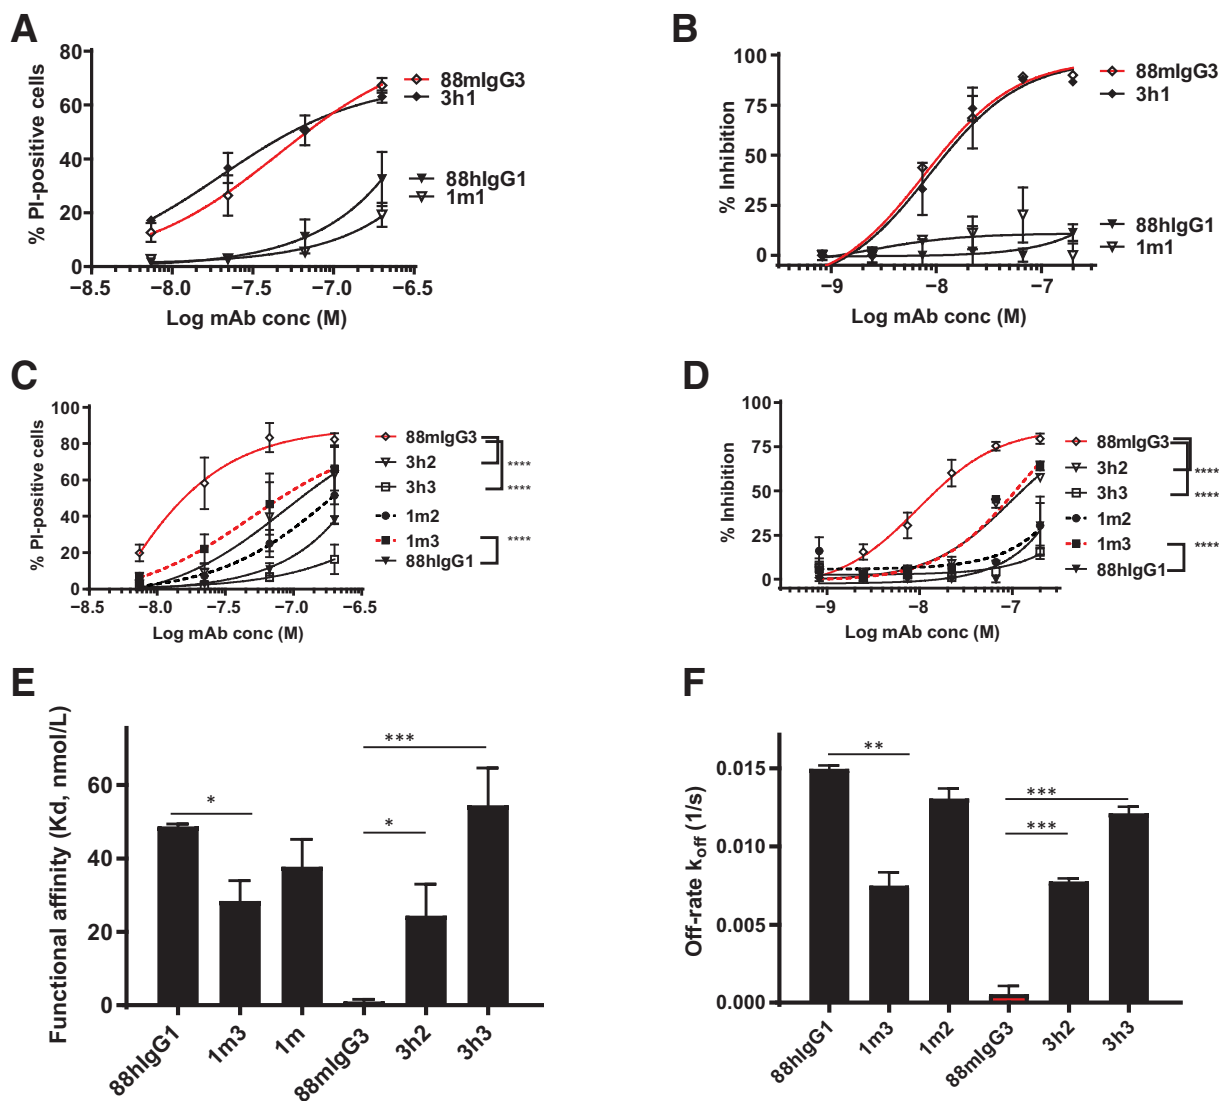 A
% PI-positive cells
80
60
40
20
0
−8.5
−8.0
−7.5
−7.0
−6.5
Log mAb conc (M)
88mIgG3
3h1
88hIgG1
1m1
B
% Inhibition
100
75
50
25
0
−9
−8
−7
Log mAb conc (M)
88mIgG3
3h1
88hIgG1
1m1
C
% PI-positive cells
100
80
60
40
20
0
−8.5
−8.0
−7.5
−7.0
−6.5
Log mAb conc (M)
88mIgG3
3h2
3h3
1m2
1m3
88hIgG1
****
****
****
D
% Inhibition
100
75
50
25
0
−9
−8
−7
Log mAb conc (M)
88mIgG3
3h2
3h3
1m2
1m3
88hIgG1
****
****
****
E
Functional affinity (Kd, nmol/L)
60
40
20
0
*
***
*
88hIgG1
1m3
1m
88mIgG3
3h2
3h3
F
Off-rate koff (1/s)
0.015
0.010
0.005
0.000
**
***
***
88hIgG1
1m3
1m2
88mIgG3
3h2
3h3